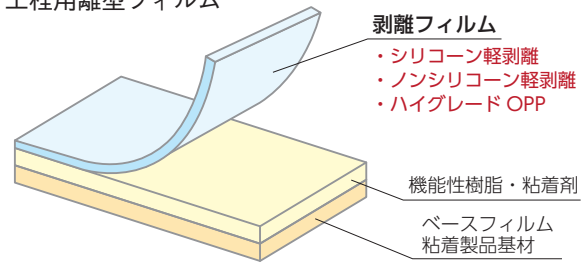 工程用離型フィルム
剥離フィルム
・シリコーン軽剥離
・ノンシリコーン軽剥離
・ハイグレード OPP
機能性樹脂・粘着剤
ベースフィルム
粘着製品基材